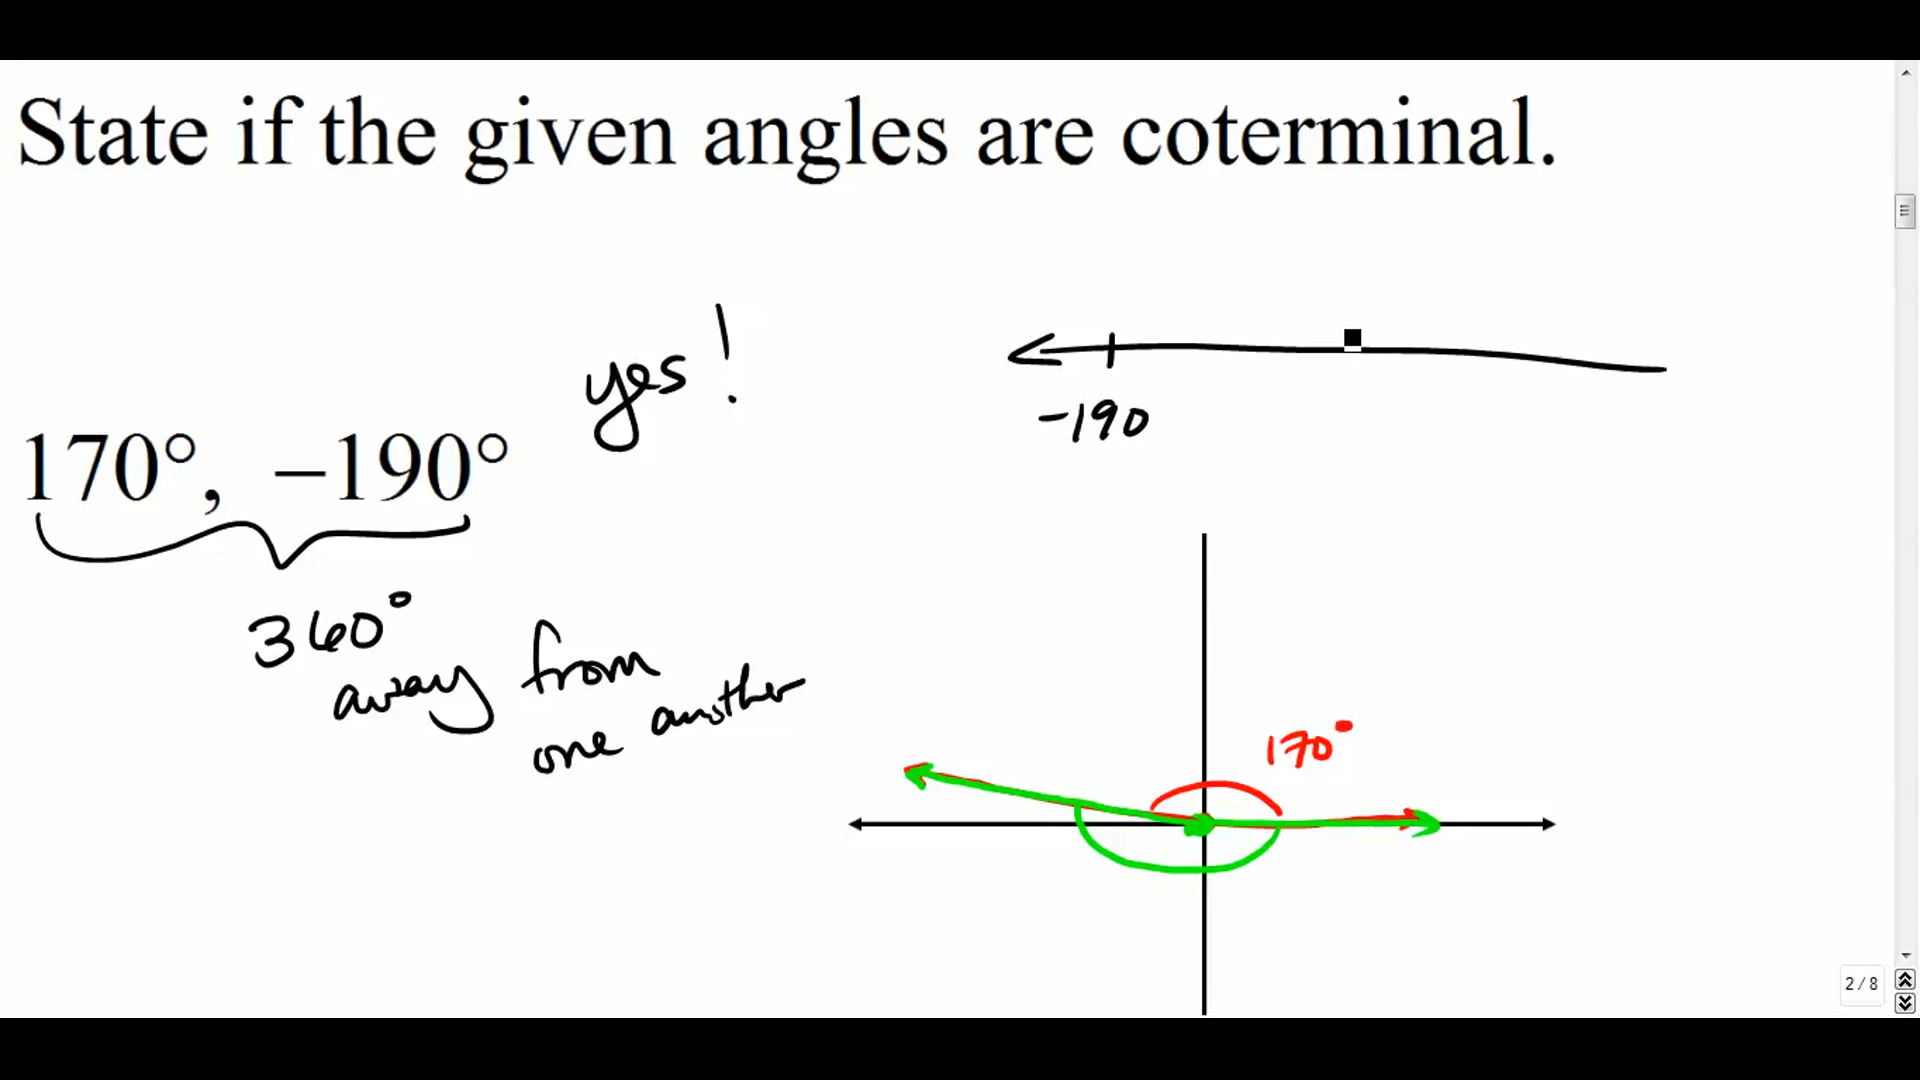 State if the given angles are coterminal.
yes!
-190
170°, –190°
360°
away from
one another
170°
2 / 8